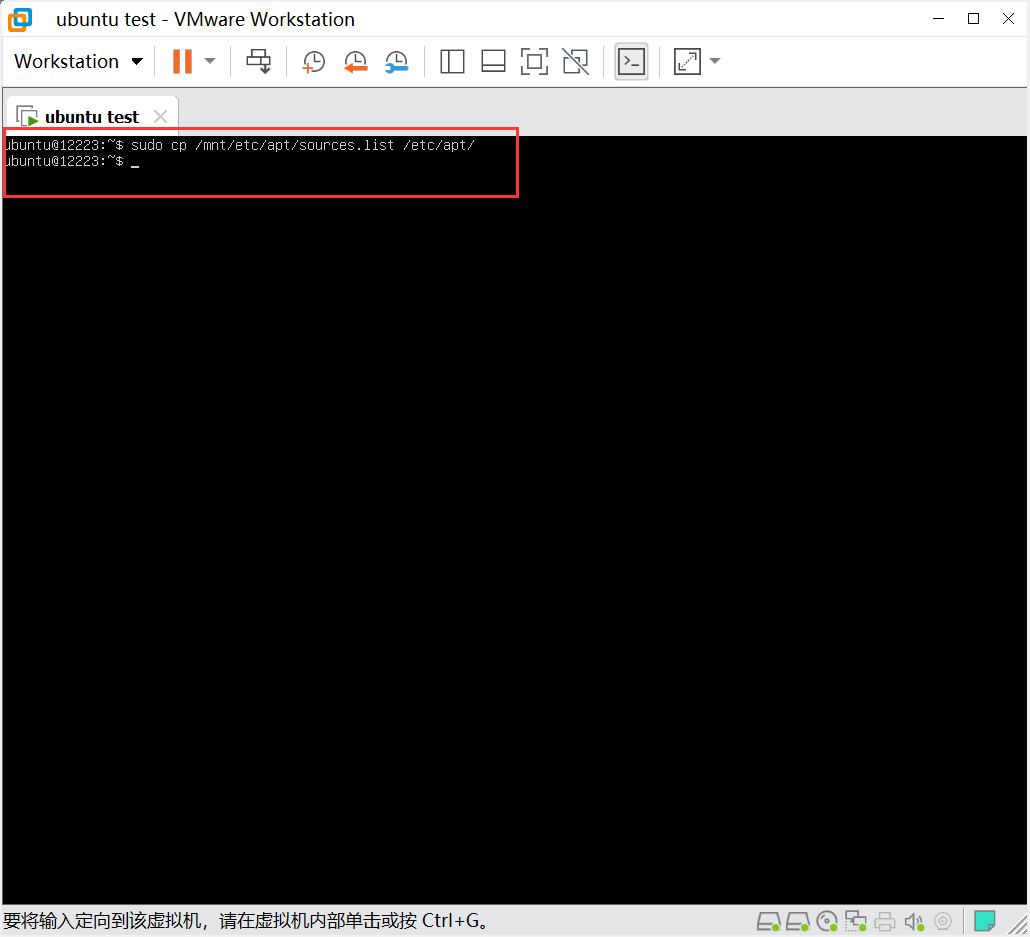 ubuntu test - VMware Workstation
Workstation
ubuntu test
ubuntu@12223:~$ sudo cp /mnt/etc/apt/sources.list /etc/apt/
ubuntu@12223:~$ _
要将输入定向到该虚拟机，请在虚拟机内部单击或按 Ctrl+G。